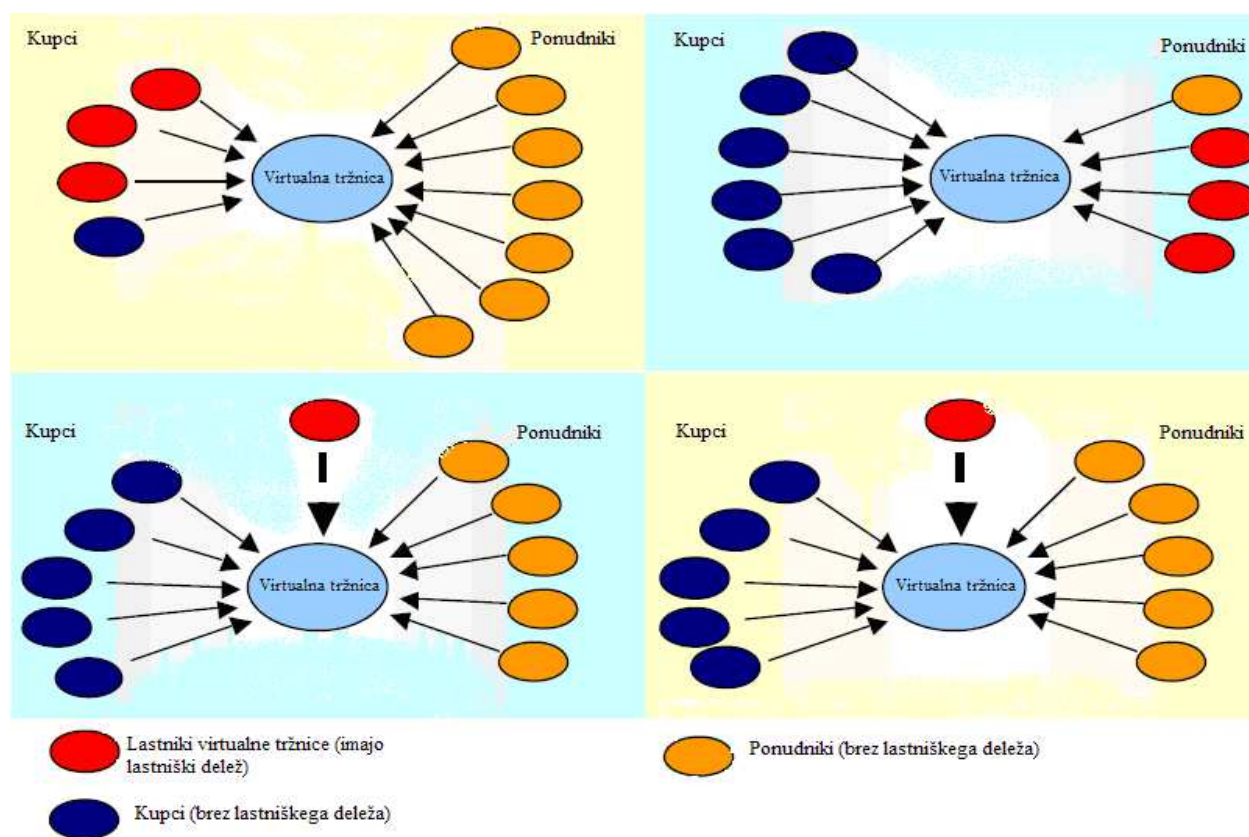 Kupci
Ponudniki
Virtualna tržnica
Kupci
Ponudniki
Virtualna tržnica
Kupci
Ponudniki
Virtualna tržnica
Kupci
Ponudniki
Virtualna tržnica
Lastniki virtualne tržnice (imajo
lastniški delež)
Ponudniki (brez lastniškega deleža)
Kupci (brez lastniškega deleža)